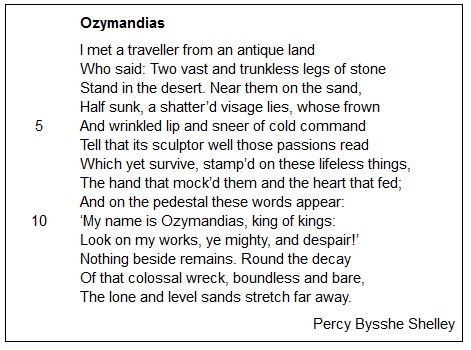 Ozymandias
I met a traveller from an antique land
Who said: Two vast and trunkless legs of stone
Stand in the desert. Near them on the sand,
Half sunk, a shatter’d visage lies, whose frown
5 And wrinkled lip and sneer of cold command
Tell that its sculptor well those passions read
Which yet survive, stamp’d on these lifeless things,
The hand that mock’d them and the heart that fed;
And on the pedestal these words appear:
10 ‘My name is Ozymandias, king of kings:
Look on my works, ye mighty, and despair!’
Nothing beside remains. Round the decay
Of that colossal wreck, boundless and bare,
The lone and level sands stretch far away.
Percy Bysshe Shelley